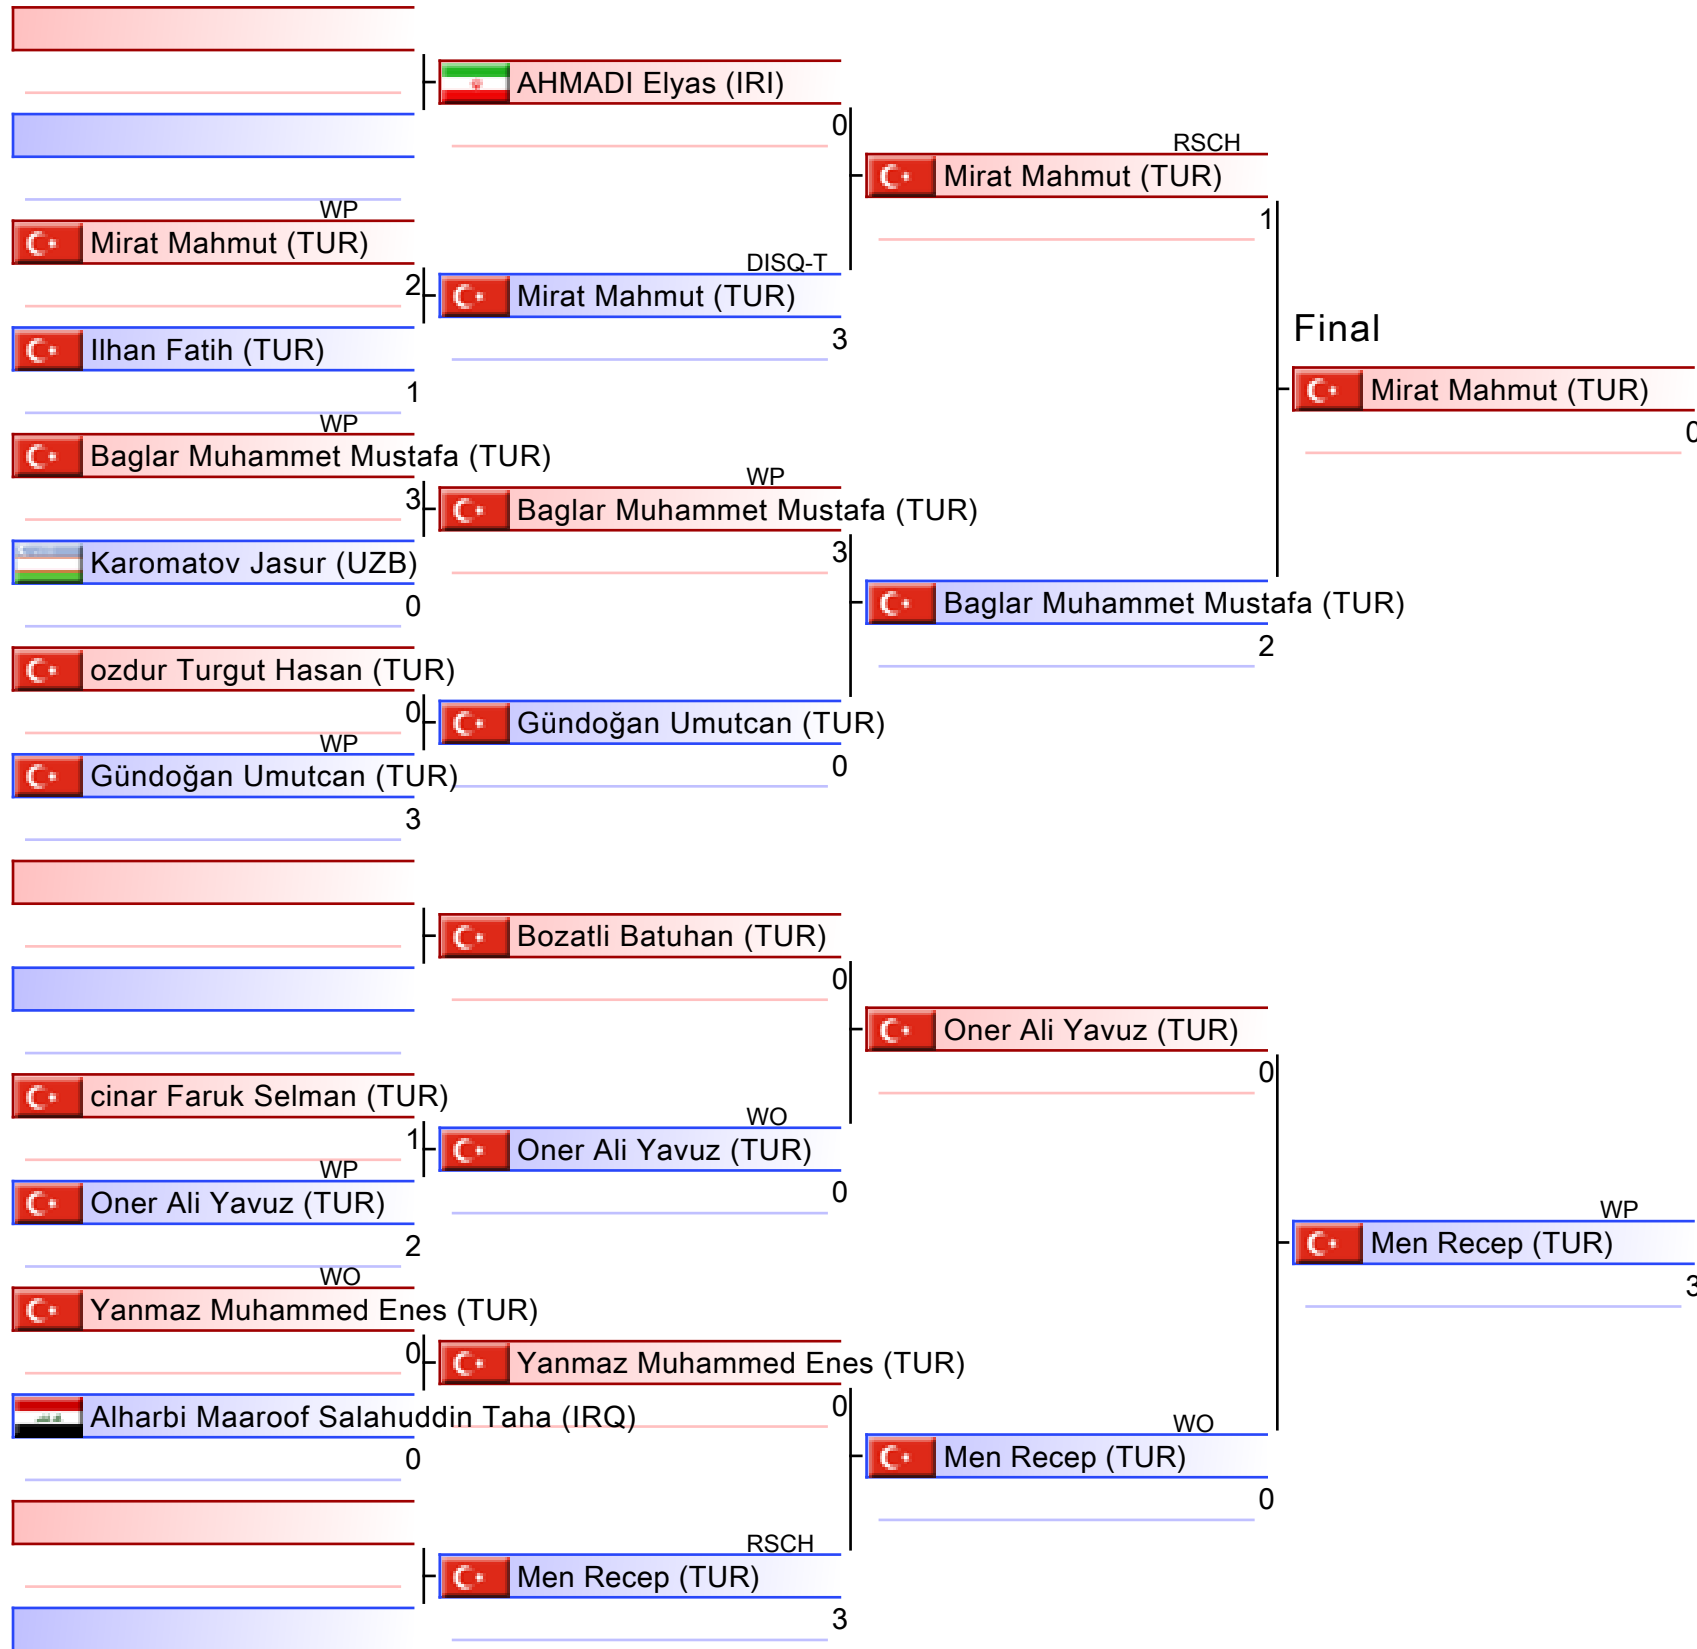 AHMADI Elyas (IRI)
0
RSCH
Mirat Mahmut (TUR)
1
WP
Mirat Mahmut (TUR)
2
DISQ-T
Mirat Mahmut (TUR)
3
Ilhan Fatih (TUR)
1
Final
Mirat Mahmut (TUR)
0
WP
Baglar Muhammet Mustafa (TUR)
3
WP
Baglar Muhammet Mustafa (TUR)
3
Karomatov Jasur (UZB)
0
Baglar Muhammet Mustafa (TUR)
2
ozdur Turgut Hasan (TUR)
0
Gündoğan Umutcan (TUR)
0
WP
Gündoğan Umutcan (TUR)
3
Bozatli Batuhan (TUR)
0
Oner Ali Yavuz (TUR)
0
cinar Faruk Selman (TUR)
1
WO
Oner Ali Yavuz (TUR)
0
WP
Oner Ali Yavuz (TUR)
2
WP
Men Recep (TUR)
3
WO
Yanmaz Muhammed Enes (TUR)
0
Yanmaz Muhammed Enes (TUR)
0
Alharbi Maaroof Salahuddin Taha (IRQ)
0
WO
Men Recep (TUR)
0
RSCH
Men Recep (TUR)
3